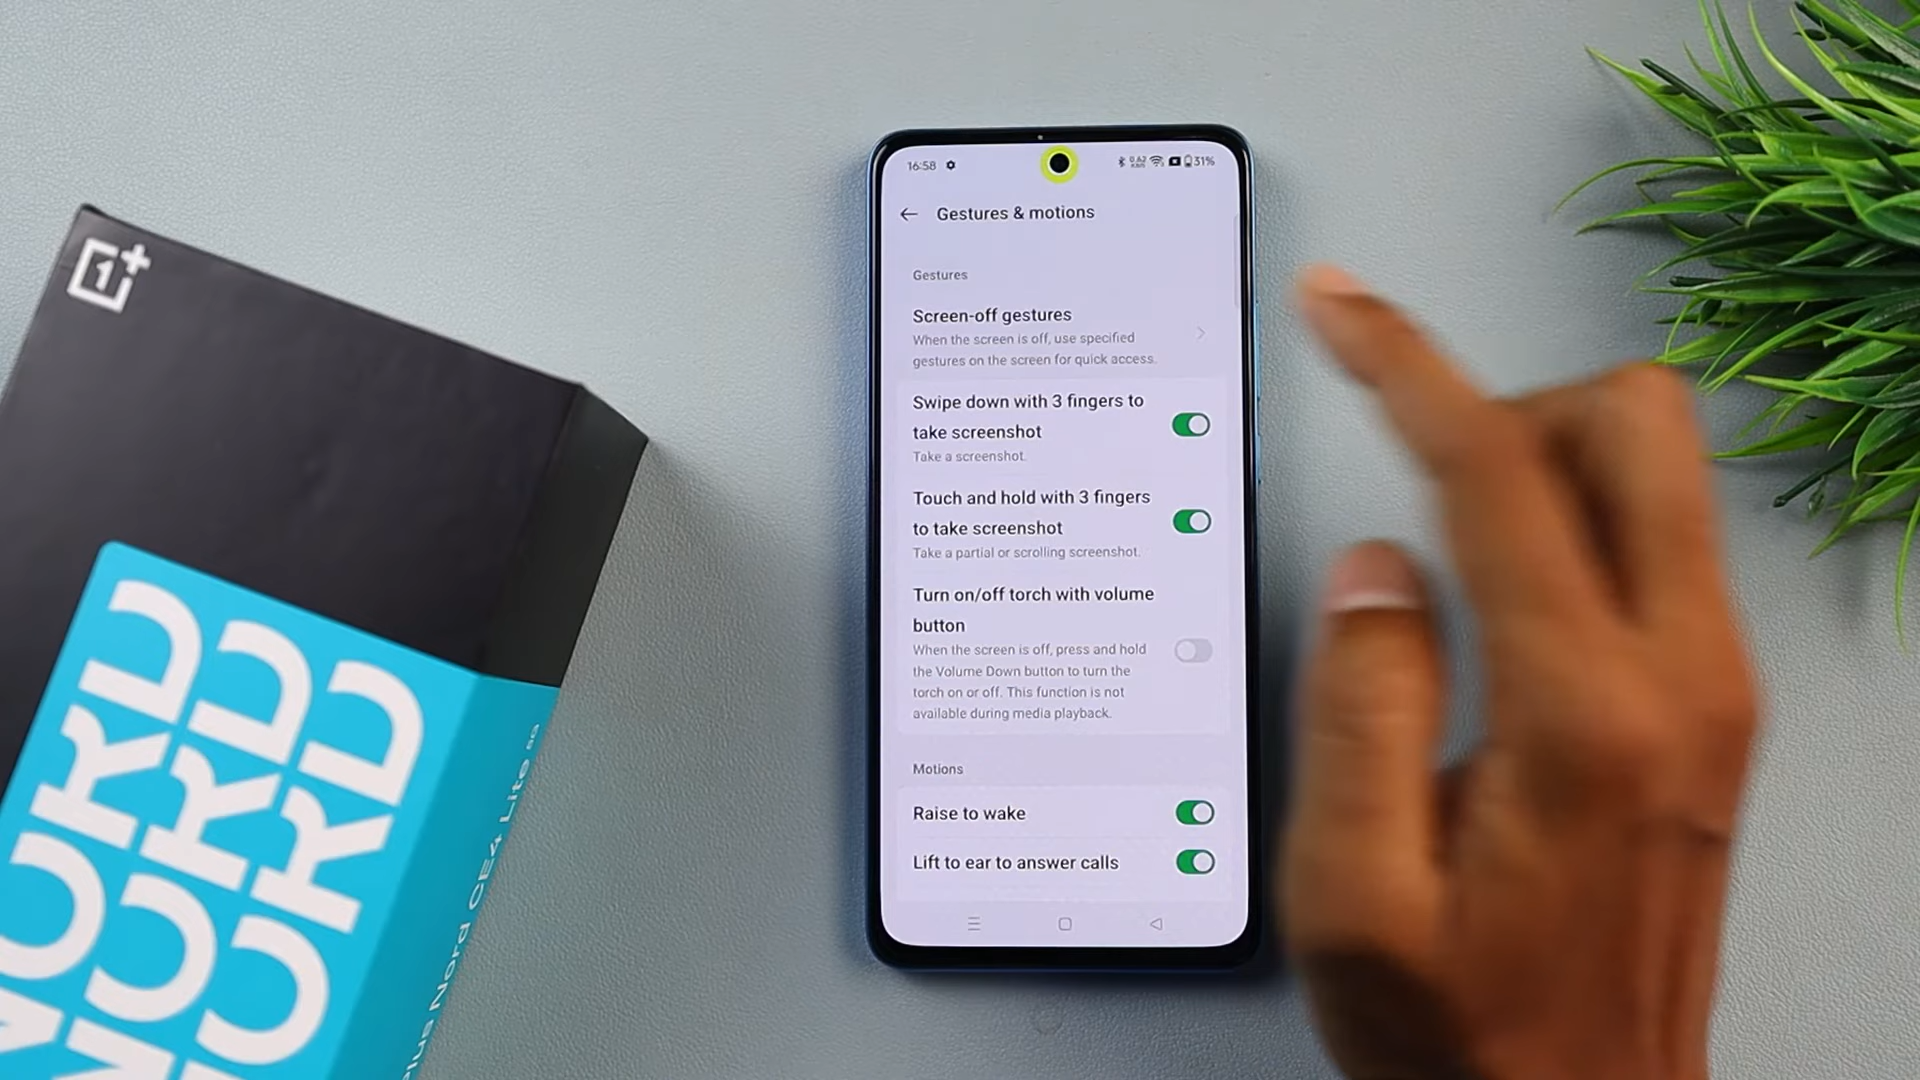 16:58
0.62
31%
Gestures & motions
Gestures
Screen-off gestures
When the screen is off, use specified
gestures on the screen for quick access.
Swipe down with 3 fingers to
take screenshot
Take a screenshot.
Touch and hold with 3 fingers
to take screenshot
Take a partial or scrolling screenshot.
Turn on/off torch with volume
button
When the screen is off, press and hold
the Volume Down button to turn the
torch on or off. This function is not
available during media playback.
Motions
Raise to wake
Lift to ear to answer calls
1+
NORD
NORD
NORD
Nord CE4 Lite 5G